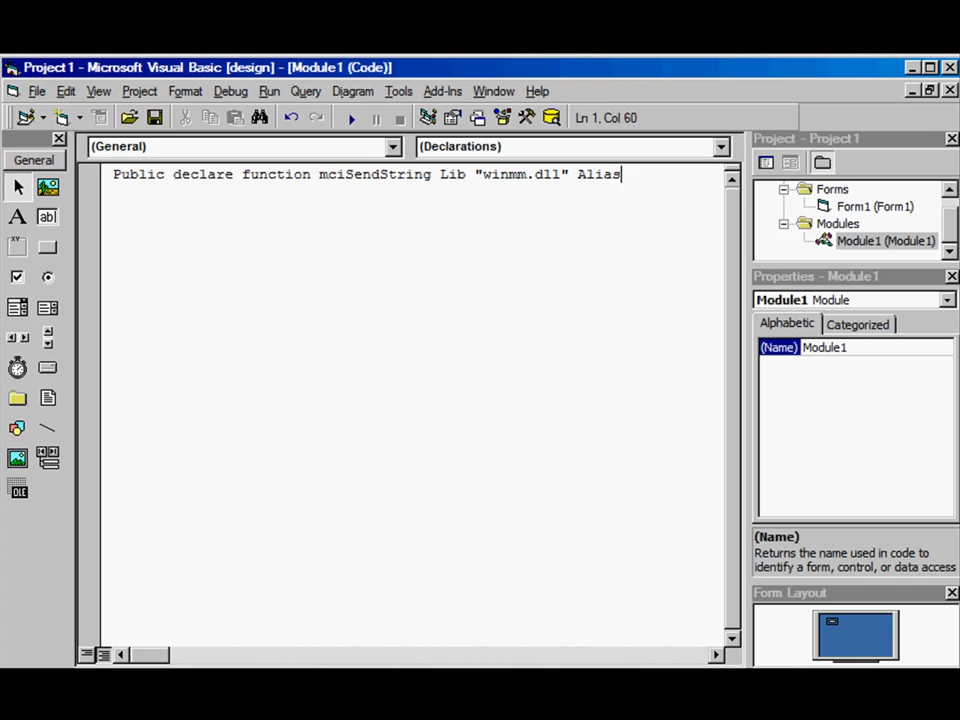 Project1 - Microsoft Visual Basic [design] - [Module1 (Code)]
File Edit View Project Format Debug Run Query Diagram Tools Add-Ins Window Help
Ln 1, Col 60
General
(General) (Declarations)
Public declare function mciSendString Lib "winmm.dll" Alias
A ab|
XY
OLE
Project - Project1
Forms
Form1 (Form1)
Modules
Module1 (Module1)
Properties - Module1
Module1 Module
Alphabetic Categorized
(Name) Module1
(Name)
Returns the name used in code to
identify a form, control, or data access
Form Layout